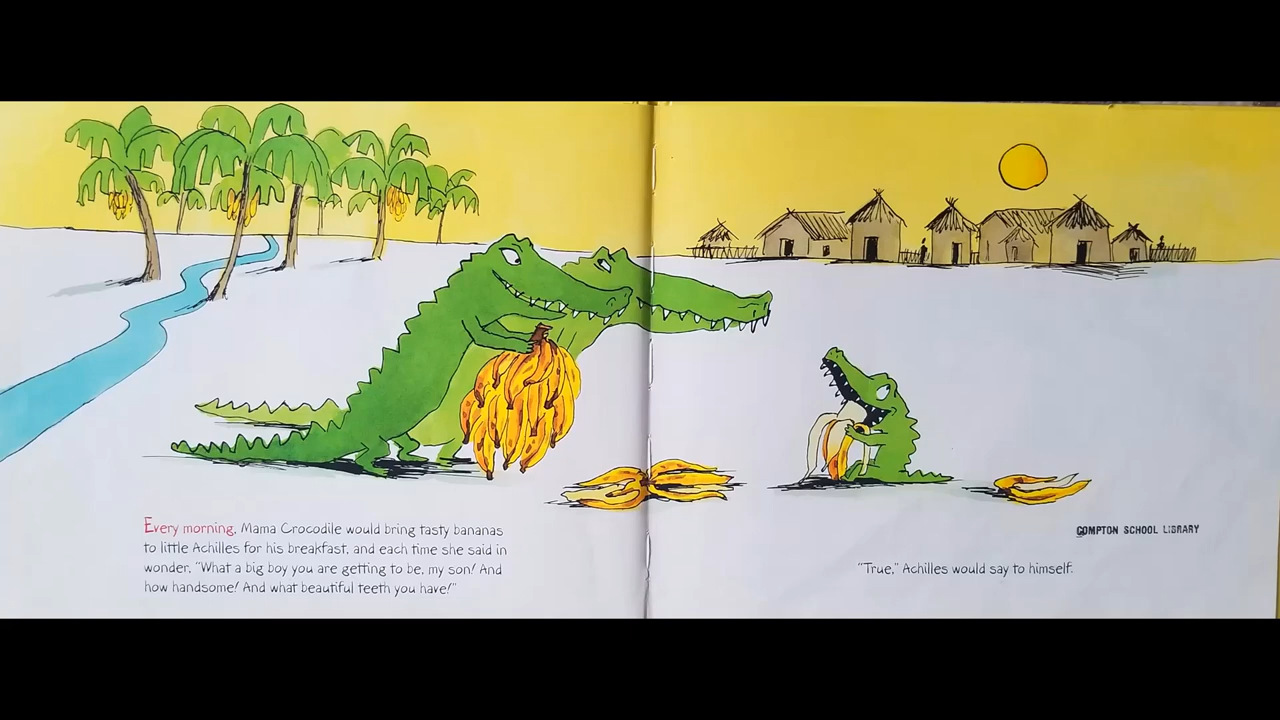 Every morning, Mama Crocodile would bring tasty bananas
to little Achilles for his breakfast, and each time she said in
wonder, "What a big boy you are getting to be, my son! And
how handsome! And what beautiful teeth you have!"
COMPTON SCHOOL LIBRARY
"True," Achilles would say to himself.